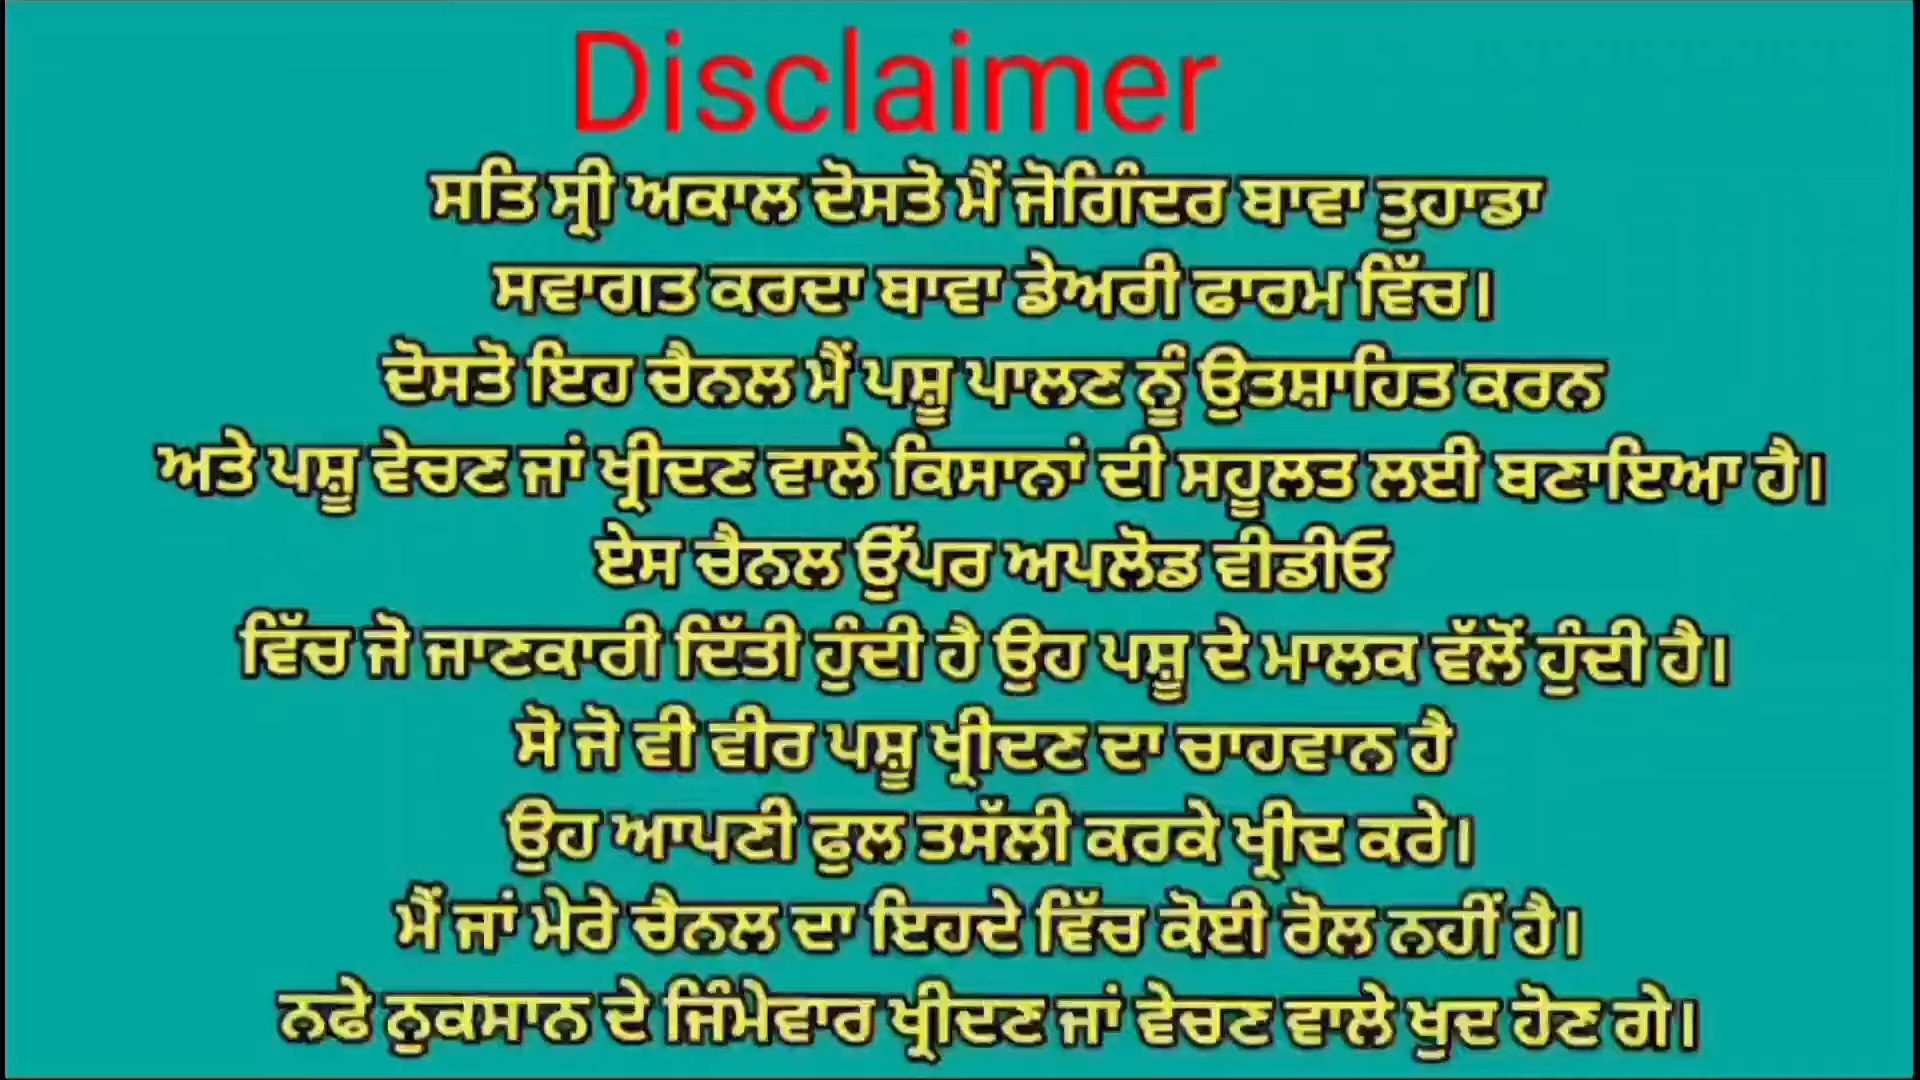 Disclaimer
ਸਤਿ ਸ੍ਰੀ ਅਕਾਲ ਦੋਸਤੋ ਮੈਂ ਜੋਗਿੰਦਰ ਬਾਵਾ ਤੁਹਾਡਾ
ਸਵਾਗਤ ਕਰਦਾ ਬਾਵਾ ਡੇਅਰੀ ਫਾਰਮ ਵਿੱਚ।
ਦੋਸਤੋ ਇਹ ਚੈਨਲ ਮੈਂ ਪਸ਼ੂ ਪਾਲਣ ਨੂੰ ਉਤਸ਼ਾਹਿਤ ਕਰਨ
ਅਤੇ ਪਸ਼ੂ ਵੇਚਣ ਜਾਂ ਖ੍ਰੀਦਣ ਵਾਲੇ ਕਿਸਾਨਾਂ ਦੀ ਸਹੂਲਤ ਲਈ ਬਣਾਇਆ ਹੈ।
ਏਸ ਚੈਨਲ ਉੱਪਰ ਅਪਲੋਡ ਵੀਡੀਓ
ਵਿੱਚ ਜੋ ਜਾਣਕਾਰੀ ਦਿੱਤੀ ਹੁੰਦੀ ਹੈ ਉਹ ਪਸ਼ੂ ਦੇ ਮਾਲਕ ਵੱਲੋਂ ਹੁੰਦੀ ਹੈ।
ਸੋ ਜੋ ਵੀ ਵੀਰ ਪਸ਼ੂ ਖ੍ਰੀਦਣ ਦਾ ਚਾਹਵਾਨ ਹੈ
ਉਹ ਆਪਣੀ ਫੁਲ ਤਸੱਲੀ ਕਰਕੇ ਖ੍ਰੀਦ ਕਰੇ।
ਮੈਂ ਜਾਂ ਮੇਰੇ ਚੈਨਲ ਦਾ ਇਹਦੇ ਵਿੱਚ ਕੋਈ ਰੋਲ ਨਹੀਂ ਹੈ।
ਨਫੇ ਨੁਕਸਾਨ ਦੇ ਜਿੰਮੇਵਾਰ ਖ੍ਰੀਦਣ ਜਾਂ ਵੇਚਣ ਵਾਲੇ ਖੁਦ ਹੋਣ ਗੇ।